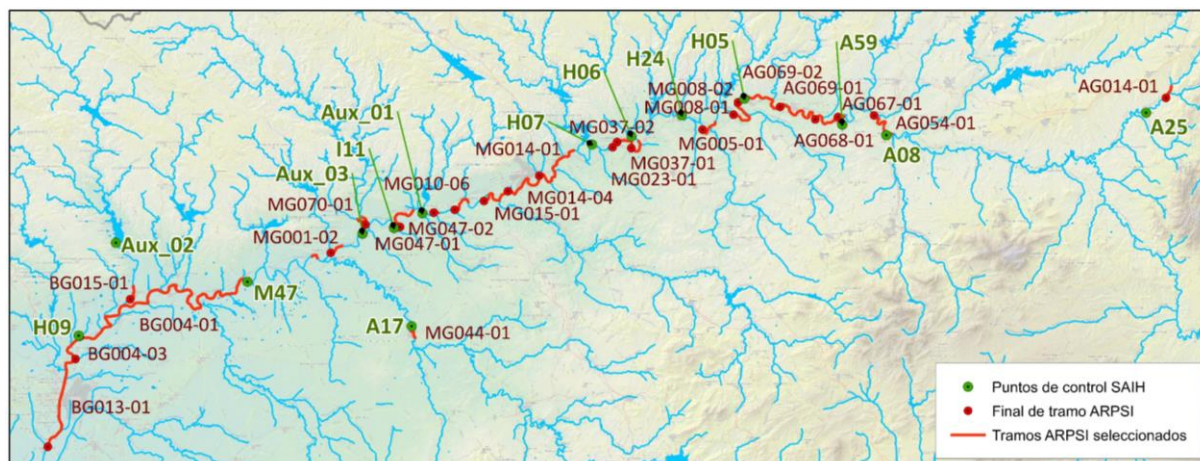 H05
A59
H24
AG069-02
H06
MG008-02
AG069-01
AG014-01
Aux_01
MG008-01
AG067-01
H07
MG037-02
AG054-01
A25
I11
MG014-01
MG005-01
AG068-01
A08
Aux_03
MG037-01
MG010-06
MG023-01
MG070-01
MG014-04
MG015-01
MG047-02
MG001-02
MG047-01
Aux_02
BG015-01
M47
H09
BG004-01
A17
MG044-01
BG004-03
BG013-01
Puntos de control SAIH
Final de tramo ARPSI
Tramos ARPSI seleccionados